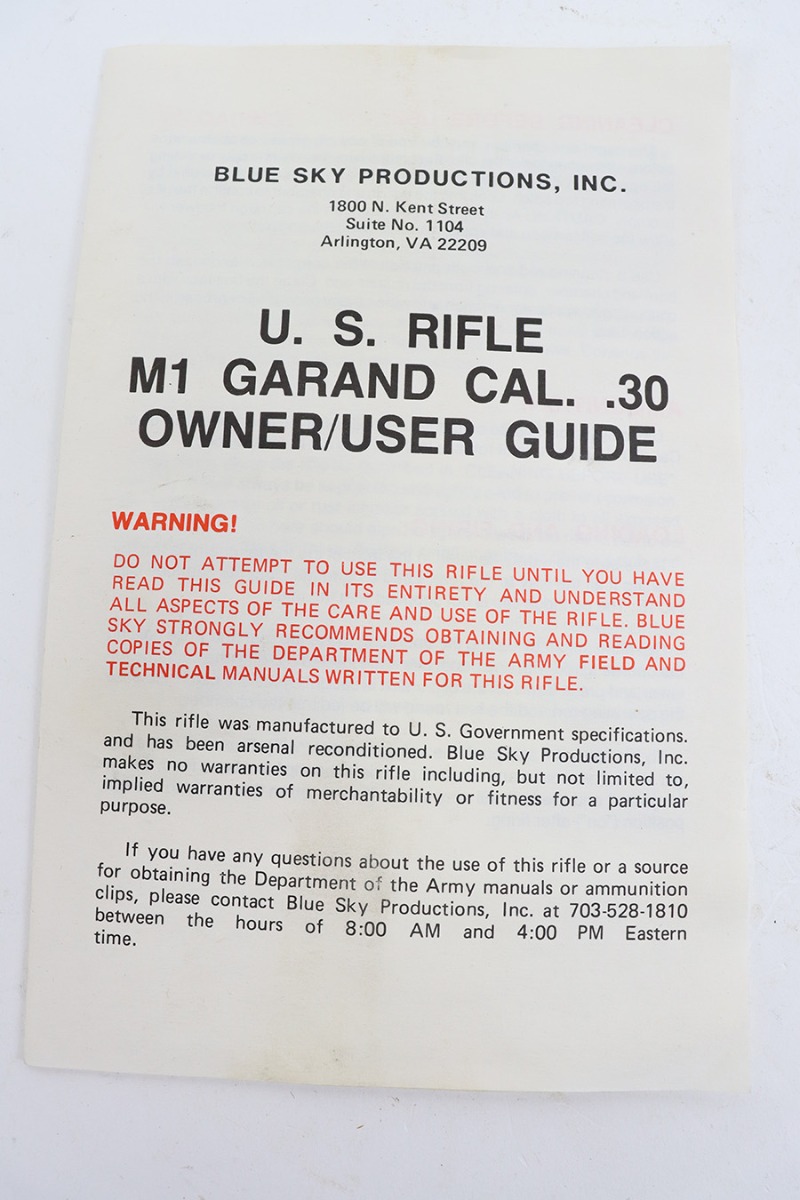 BLUE SKY PRODUCTIONS, INC.
1800 N. Kent Street
Suite No. 1104
Arlington, VA 22209
U. S. RIFLE
M1 GARAND CAL. .30
OWNER/USER GUIDE
WARNING!
DO NOT ATTEMPT TO USE THIS RIFLE UNTIL YOU HAVE
READ THIS GUIDE IN ITS ENTIRETY AND UNDERSTAND
ALL ASPECTS OF THE CARE AND USE OF THE RIFLE. BLUE
SKY STRONGLY RECOMMENDS OBTAINING AND READING
COPIES OF THE DEPARTMENT OF THE ARMY FIELD AND
TECHNICAL MANUALS WRITTEN FOR THIS RIFLE.
This rifle was manufactured to U. S. Government specifications.
and has been arsenal reconditioned. Blue Sky Productions, Inc.
makes no warranties on this rifle including, but not limited to,
implied warranties of merchantability or fitness for a particular
purpose.
If you have any questions about the use of this rifle or a source
for obtaining the Department of the Army manuals or ammunition
clips, please contact Blue Sky Productions, Inc. at 703-528-1810
between the hours of 8:00 AM and 4:00 PM Eastern
time.